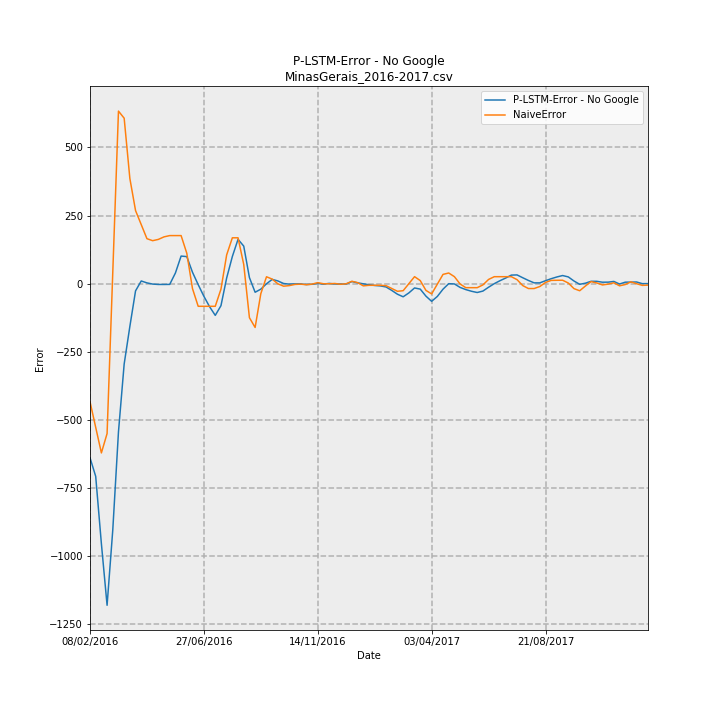 P-LSTM-Error - No Google
MinasGerais_2016-2017.csv
P-LSTM-Error - No Google
NaiveError
500
250
0
−250
−500
−750
−1000
−1250
Error
08/02/2016
27/06/2016
14/11/2016
03/04/2017
21/08/2017
Date